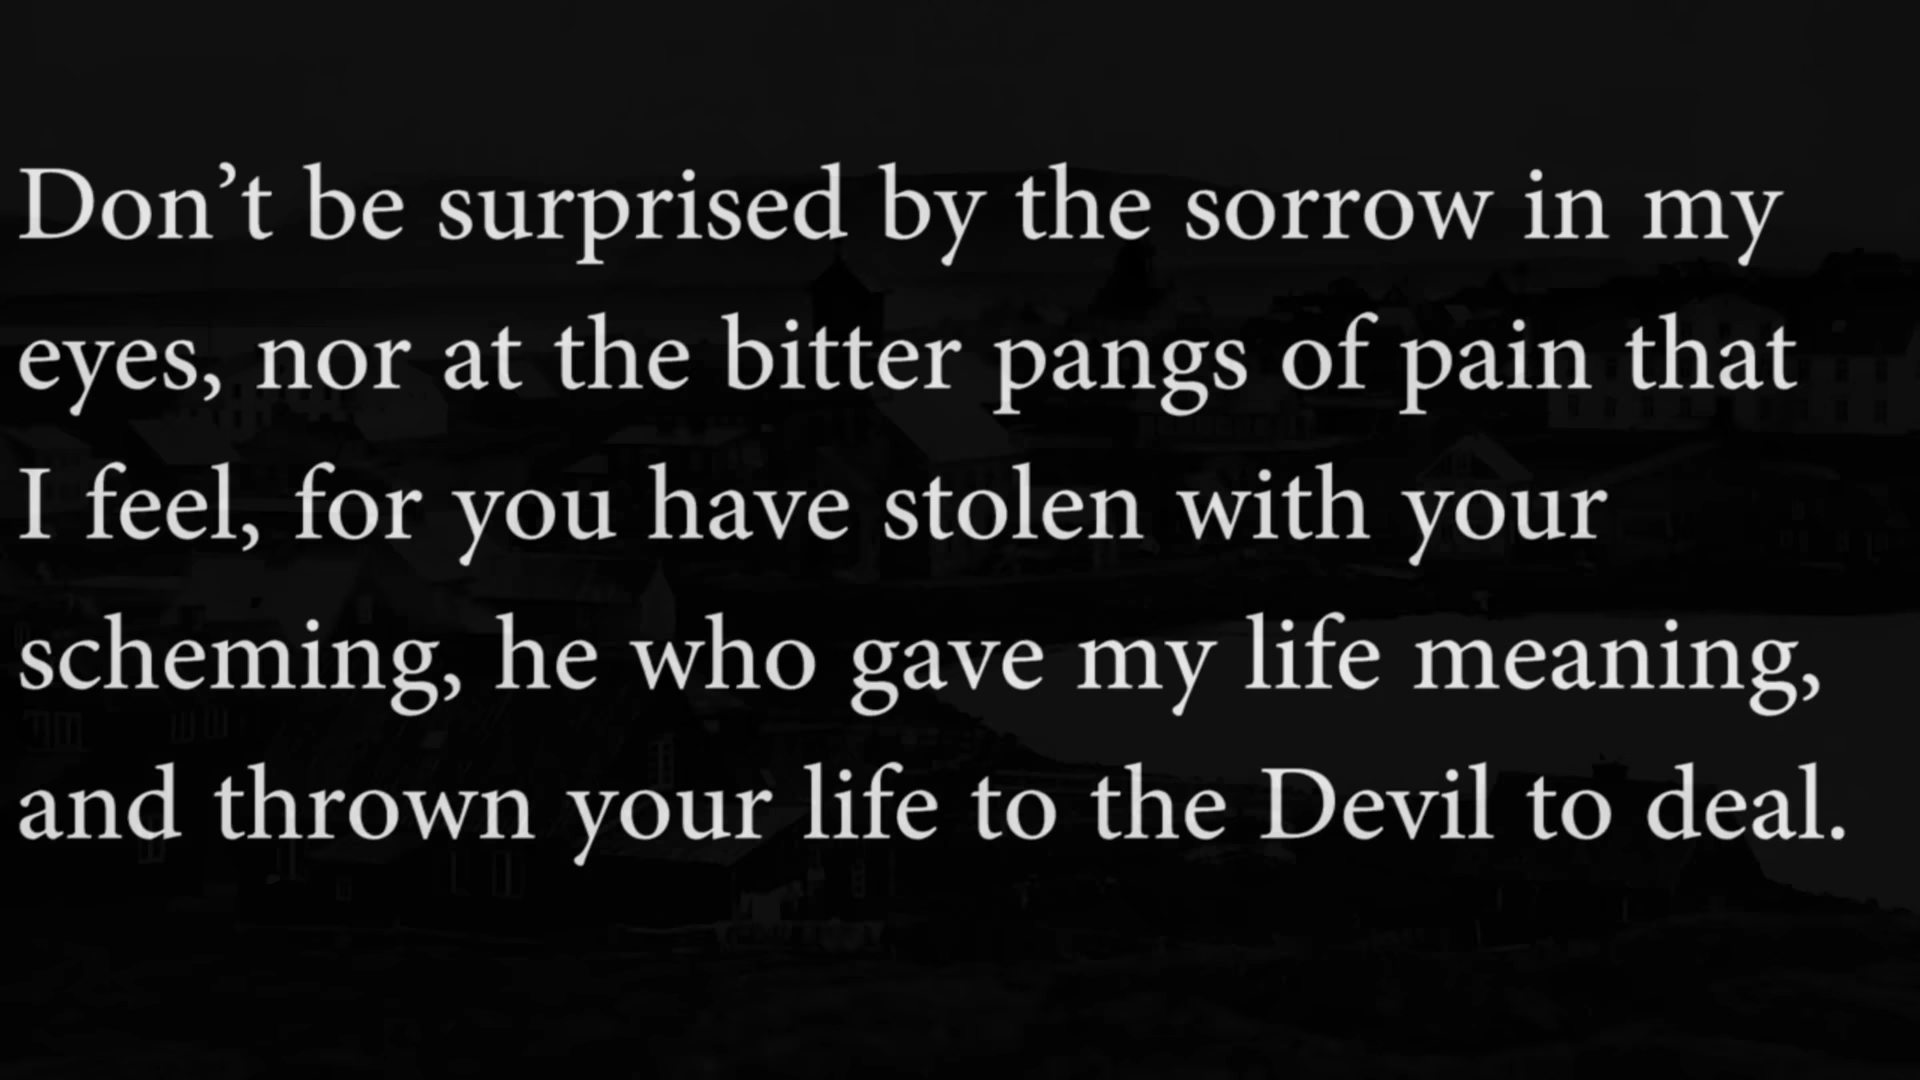 Don’t be surprised by the sorrow in my
eyes, nor at the bitter pangs of pain that
I feel, for you have stolen with your
scheming, he who gave my life meaning,
and thrown your life to the Devil to deal.